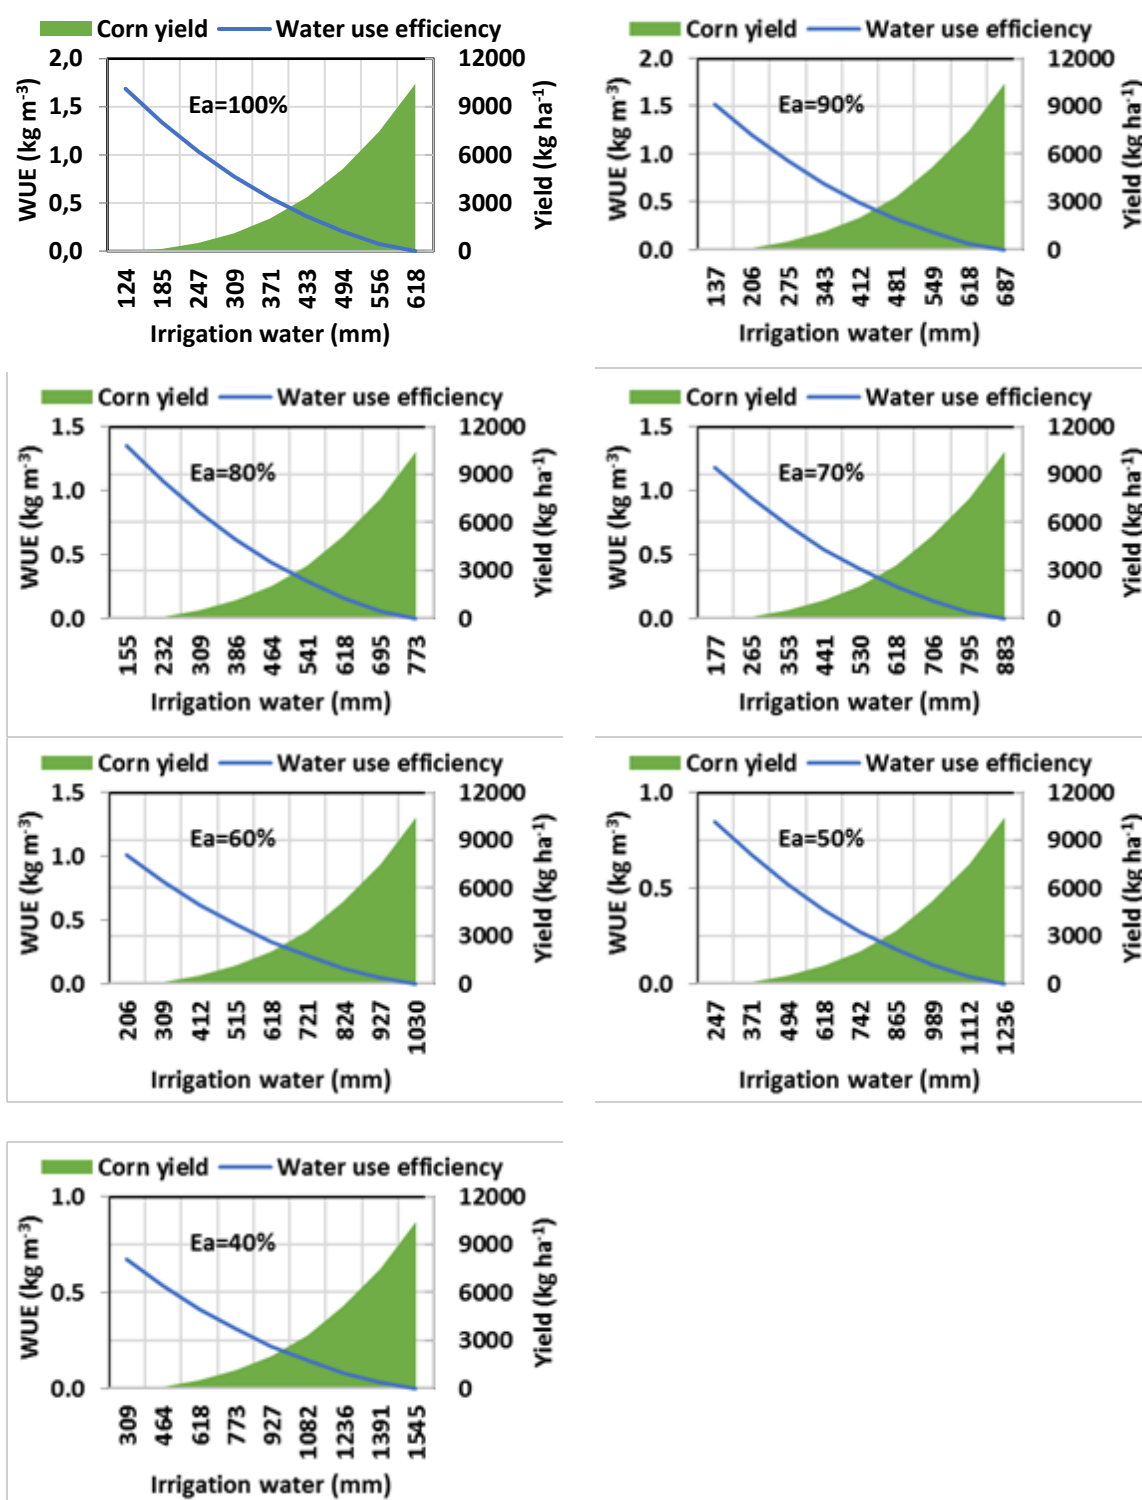 Corn yield Water use efficiency
2,0
1,5
1,0
0,5
0,0
WUE (kg m-3)
Ea=100%
12000
9000
6000
3000
0
Yield (kg ha-1)
124 185 247 309 371 433 494 556 618
Irrigation water (mm)
Corn yield Water use efficiency
2.0
1.5
1.0
0.5
0.0
WUE (kg m-3)
Ea=90%
12000
9000
6000
3000
0
Yield (kg ha-1)
137 206 275 343 412 481 549 618 687
Irrigation water (mm)
Corn yield Water use efficiency
1.5
1.0
0.5
0.0
WUE (kg m-3)
Ea=80%
12000
9000
6000
3000
0
Yield (kg ha-1)
155 232 309 386 464 541 618 695 773
Irrigation water (mm)
Corn yield Water use efficiency
1.5
1.0
0.5
0.0
WUE (kg m-3)
Ea=70%
12000
9000
6000
3000
0
Yield (kg ha-1)
177 265 353 441 530 618 706 795 883
Irrigation water (mm)
Corn yield Water use efficiency
1.5
1.0
0.5
0.0
WUE (kg m-3)
Ea=60%
12000
9000
6000
3000
0
Yield (kg ha-1)
206 309 412 515 618 721 824 927 1030
Irrigation water (mm)
Corn yield Water use efficiency
1.0
0.5
0.0
WUE (kg m-3)
Ea=50%
12000
9000
6000
3000
0
Yield (kg ha-1)
247 371 494 618 742 865 989 1112 1236
Irrigation water (mm)
Corn yield Water use efficiency
1.0
0.5
0.0
WUE (kg m-3)
Ea=40%
12000
9000
6000
3000
0
Yield (kg ha-1)
309 464 618 773 927 1082 1236 1391 1545
Irrigation water (mm)